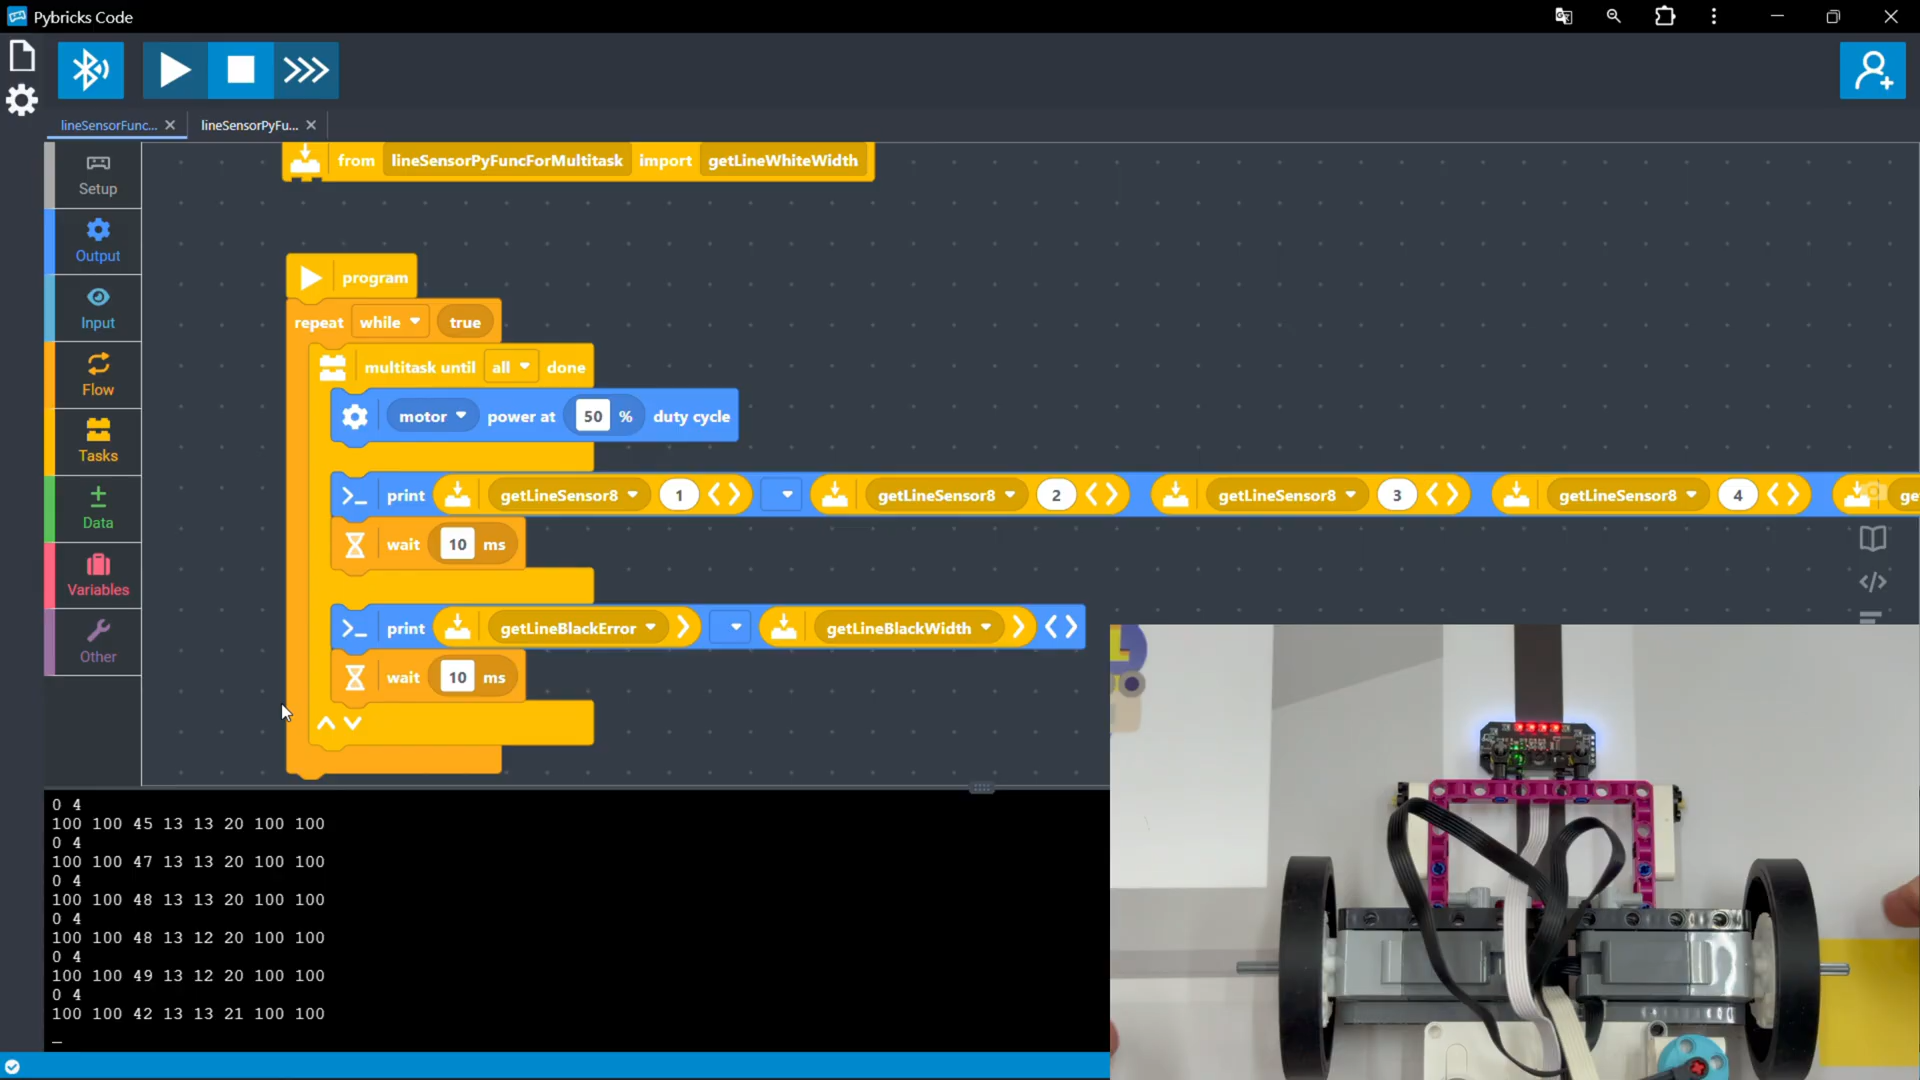 Pybricks Code
lineSensorFunc...
lineSensorPyFu...
Setup
Output
Input
Flow
Tasks
Data
Variables
Other
from lineSensorPyFuncForMultitask import getLineWhiteWidth
program
repeat while true
multitask until all done
motor power at 50 % duty cycle
print getLineSensor8 1 getLineSensor8 2 getLineSensor8 3 getLineSensor8 4 ge
wait 10 ms
print getLineBlackError getLineBlackWidth
wait 10 ms
0 4
100 100 45 13 13 20 100 100
0 4
100 100 47 13 13 20 100 100
0 4
100 100 48 13 13 20 100 100
0 4
100 100 48 13 12 20 100 100
0 4
100 100 49 13 12 20 100 100
0 4
100 100 42 13 13 21 100 100